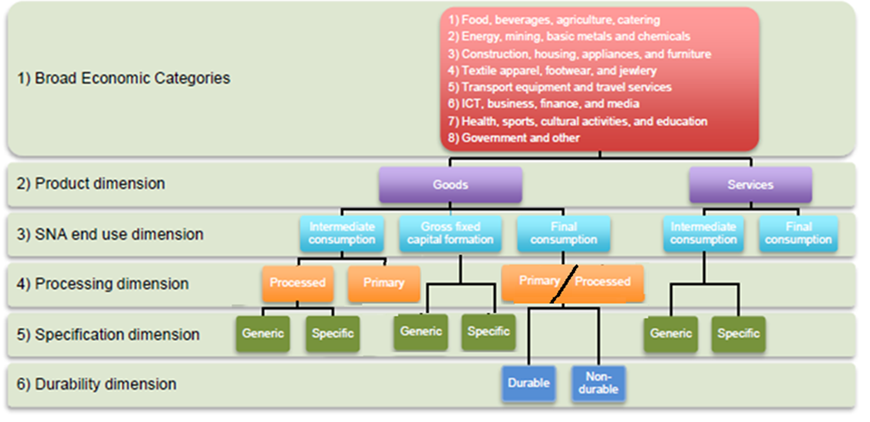 1) Food, beverages, agriculture, catering
2) Energy, mining, basic metals and chemicals
3) Construction, housing, appliances, and furniture
4) Textile apparel, footwear, and jewlery
5) Transport equipment and travel services
6) ICT, business, finance, and media
7) Health, sports, cultural activities, and education
8) Government and other
1) Broad Economic Categories
2) Product dimension
Goods
Services
3) SNA end use dimension
Intermediate
consumption
Gross fixed
capital formation
Final
consumption
Intermediate
consumption
Final
consumption
4) Processing dimension
Processed
Primary
Primary
Processed
5) Specification dimension
Generic
Specific
Generic
Specific
Generic
Specific
6) Durability dimension
Durable
Non-
durable